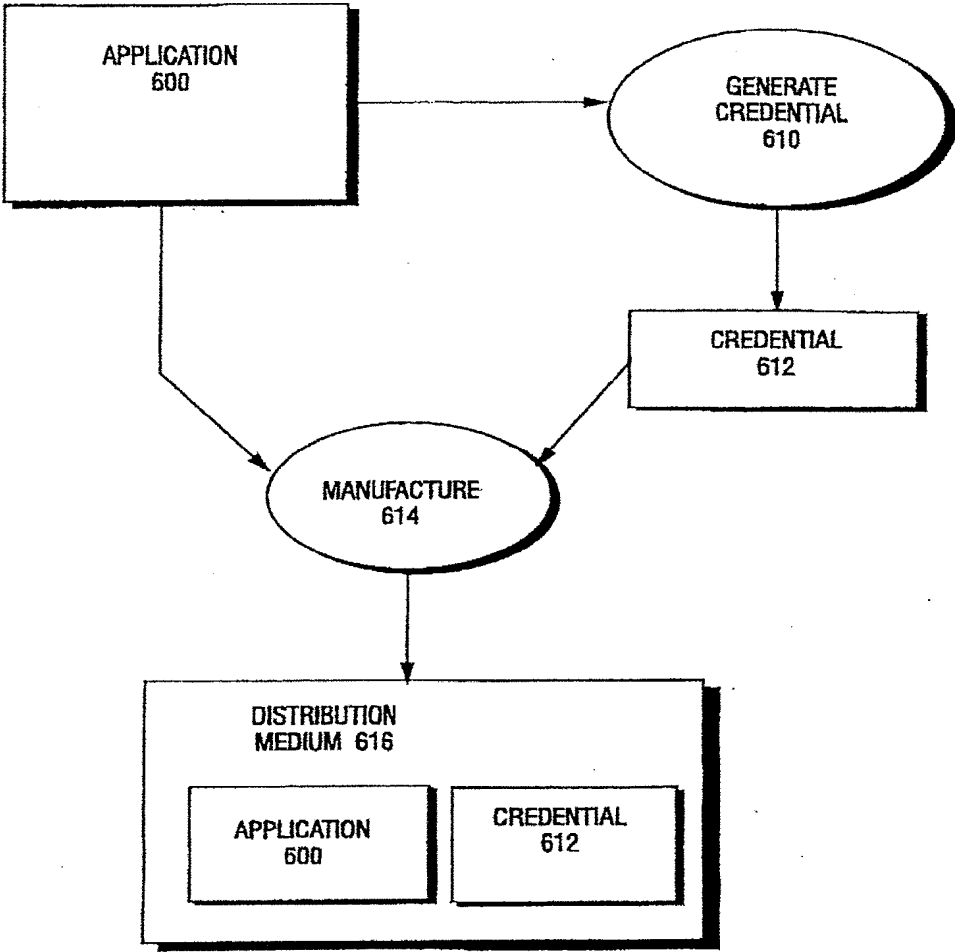 APPLICATION
600
GENERATE
CREDENTIAL
610
CREDENTIAL
612
MANUFACTURE
614
DISTRIBUTION
MEDIUM 616
APPLICATION
600
CREDENTIAL
612